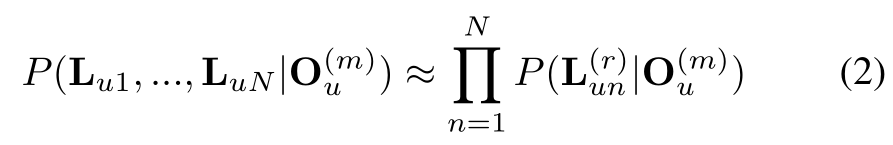 P(L_{u1}, ..., L_{uN}|O_u^{(m)}) ≈ ∏_{n=1}^{N} P(L_{un}^{(r)}|O_u^{(m)}) (2)